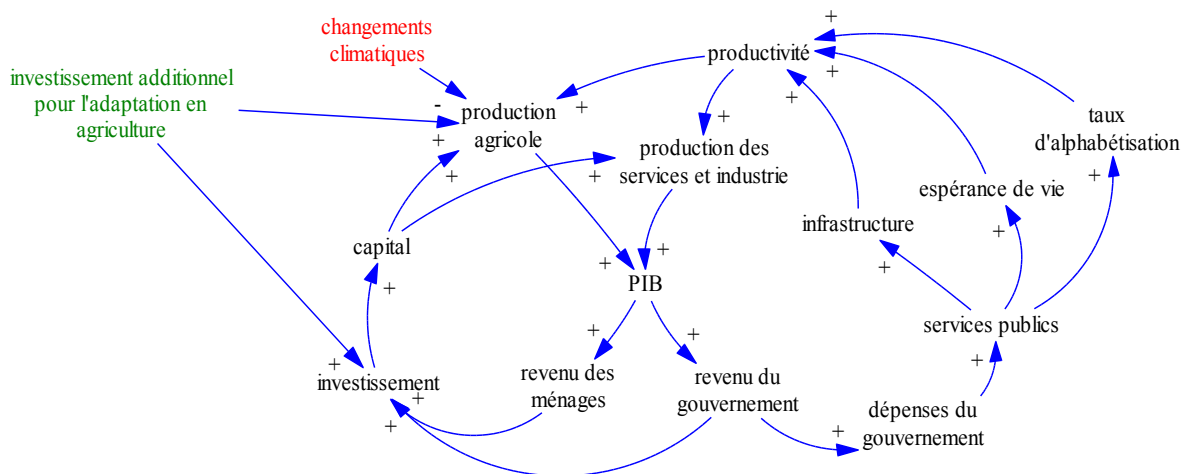 changements
climatiques
investissement additionnel
pour l'adaptation en
agriculture
productivité
+
+
-
production
agricole
+
+
+
+
+
+
taux
d'alphabétisation
production des
services et industrie
+
+
espérance de vie
+
infrastructure
+
capital
+
+
+
+
PIB
+
services publics
+
+
+
+
investissement
+
+
revenu des
ménages
revenu du
gouvernement
dépenses du
gouvernement
+